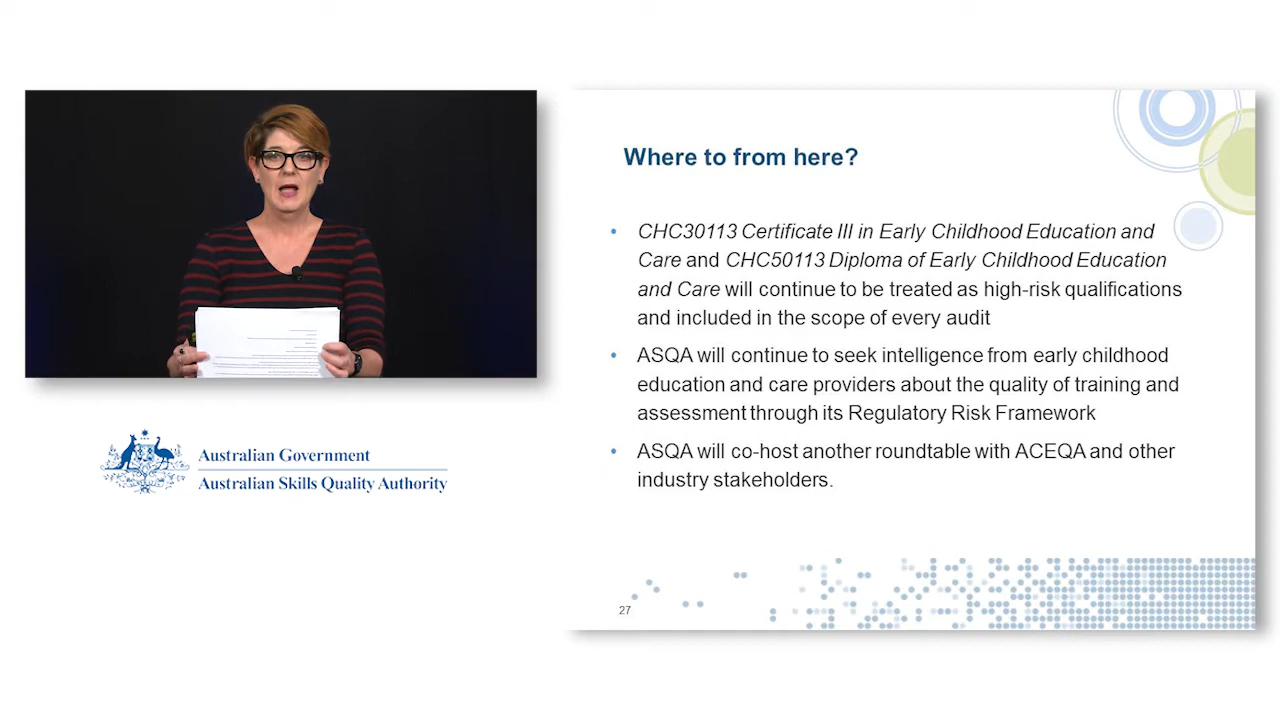 Where to from here?
• CHC30113 Certificate III in Early Childhood Education and
Care and CHC50113 Diploma of Early Childhood Education
and Care will continue to be treated as high-risk qualifications
and included in the scope of every audit
• ASQA will continue to seek intelligence from early childhood
education and care providers about the quality of training and
assessment through its Regulatory Risk Framework
• ASQA will co-host another roundtable with ACEQA and other
industry stakeholders.
27
Australian Government
Australian Skills Quality Authority